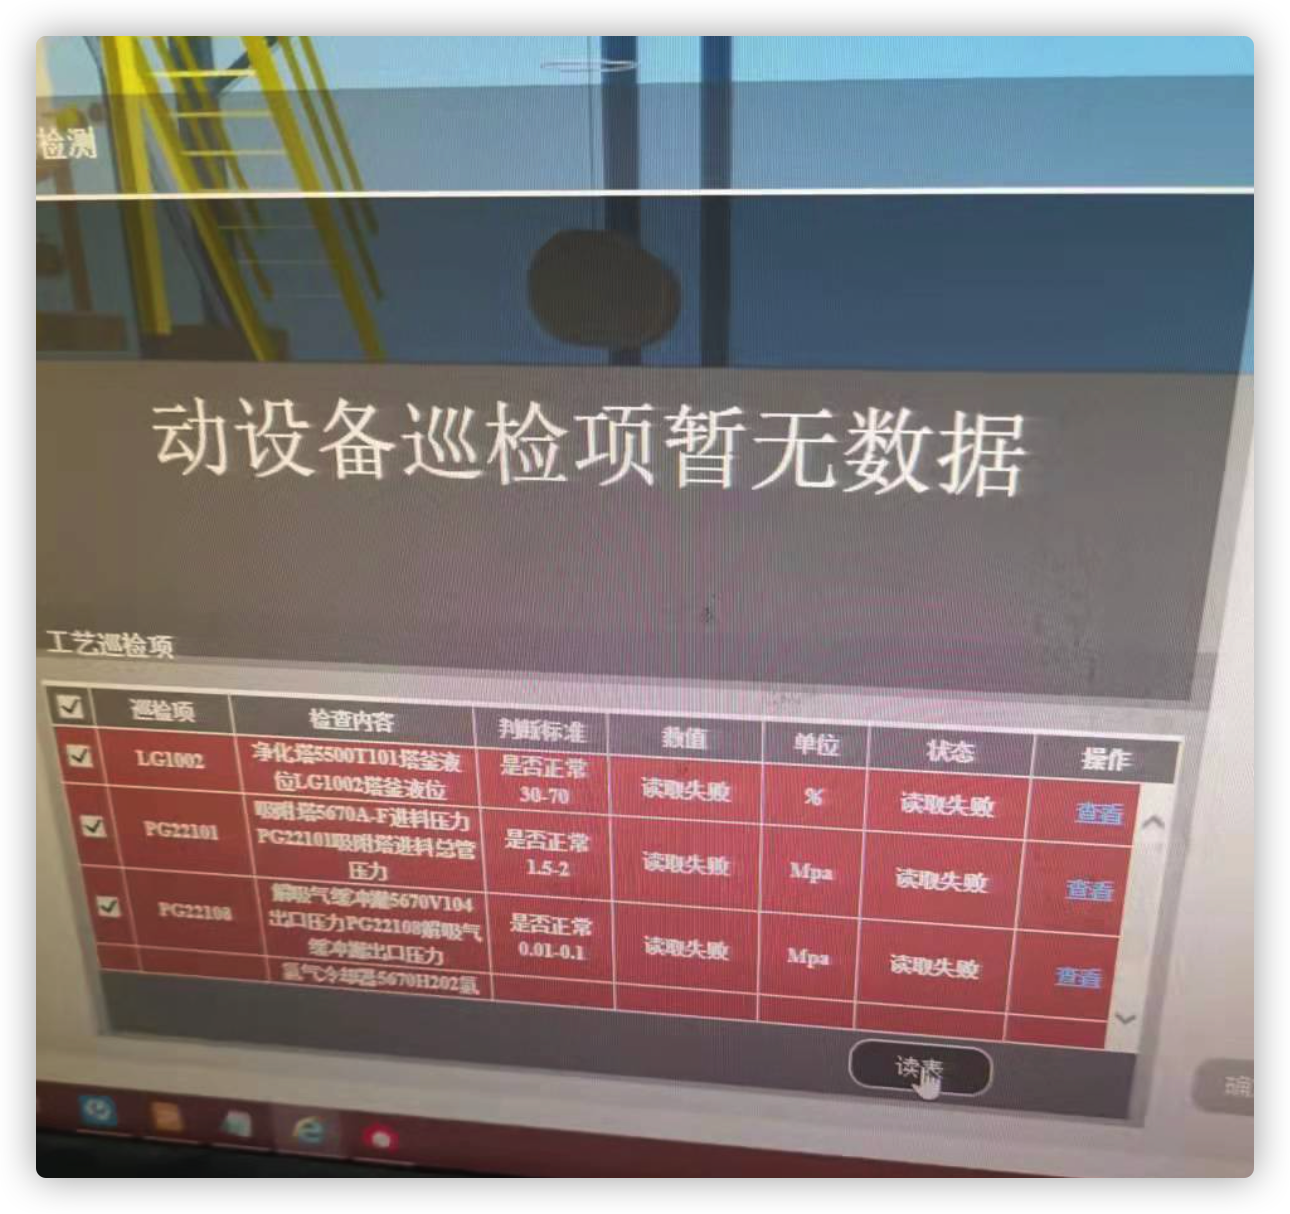 检测
动设备巡检项暂无数据
工艺巡检项
巡检项 检查内容 判断标准 数值 单位 状态 操作
LG1002 净化塔5500T101塔釜液 是否正常 读取失败 % 读取失败 查看
位LG1002塔釜液位 30-70
PG22101 吸附塔5670A-F进料压力 是否正常 读取失败 Mpa 读取失败 查看
PG22101吸附塔进料总管 1.5-2
压力
PG22108 解吸气缓冲罐5670V104 是否正常 读取失败 Mpa 读取失败 查看
出口压力PG22108解吸气 0.01-0.1
缓冲罐出口压力
氢气冷却器5670H202氢
读表